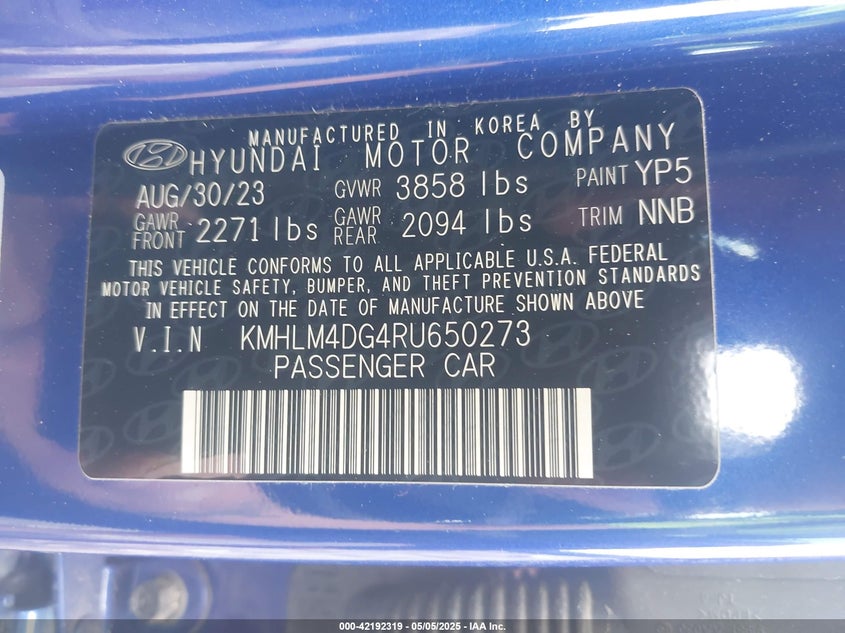 MANUFACTURED IN KOREA BY
HYUNDAI MOTOR COMPANY
AUG/30/23 GVWR 3858 lbs PAINT YP5
GAWR FRONT 2271 lbs GAWR REAR 2094 lbs TRIM NNB
THIS VEHICLE CONFORMS TO ALL APPLICABLE U.S.A. FEDERAL
MOTOR VEHICLE SAFETY, BUMPER, AND THEFT PREVENTION STANDARDS
IN EFFECT ON THE DATE OF MANUFACTURE SHOWN ABOVE
V.I.N KMHLM4DG4RU650273
PASSENGER CAR
000-42192319 - 05/05/2025 - IAA Inc.